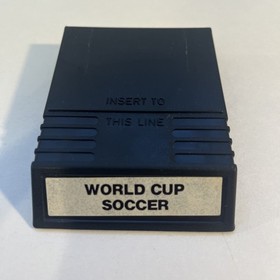 INSERT TO
THIS LINE
WORLD CUP
SOCCER